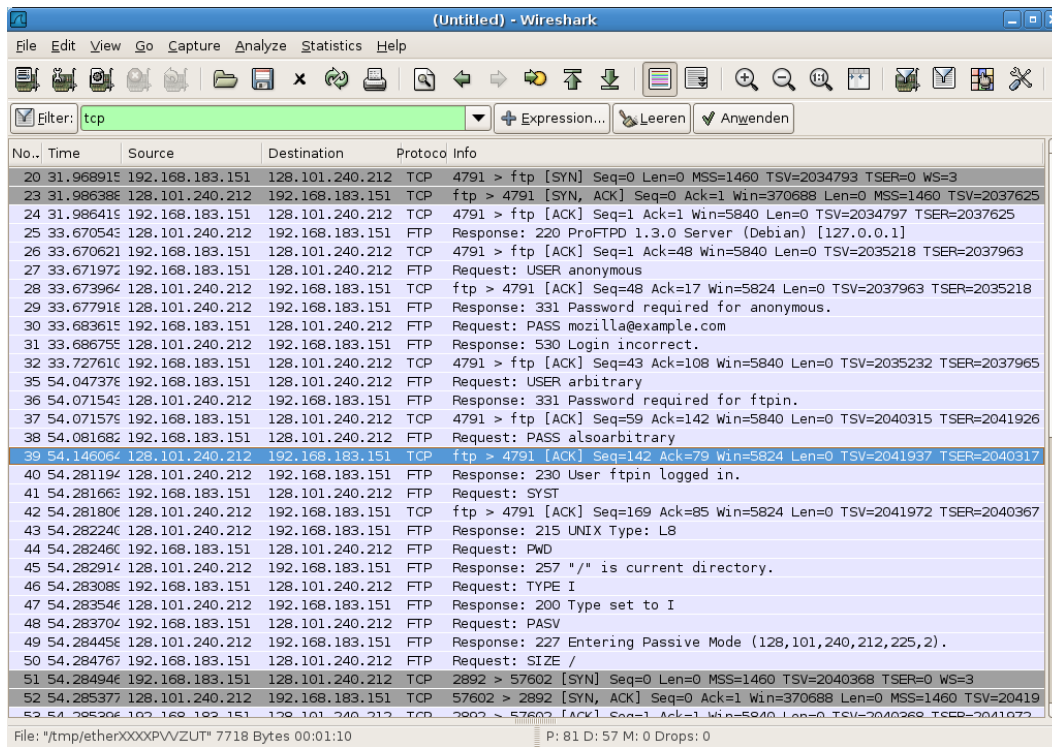 (Untitled) - Wireshark
File Edit View Go Capture Analyze Statistics Help
Filter: tcp Expression... Leeren Anwenden
No.. Time Source Destination Protoco Info
20 31.968915 192.168.183.151 128.101.240.212 TCP 4791 > ftp [SYN] Seq=0 Len=0 MSS=1460 TSV=2034793 TSER=0 WS=3
23 31.986388 128.101.240.212 192.168.183.151 TCP ftp > 4791 [SYN, ACK] Seq=0 Ack=1 Win=370688 Len=0 MSS=1460 TSV=2037625
24 31.986419 192.168.183.151 128.101.240.212 TCP 4791 > ftp [ACK] Seq=1 Ack=1 Win=5840 Len=0 TSV=2034797 TSER=2037625
25 33.670543 128.101.240.212 192.168.183.151 FTP Response: 220 ProFTPD 1.3.0 Server (Debian) [127.0.0.1]
26 33.670621 192.168.183.151 128.101.240.212 TCP 4791 > ftp [ACK] Seq=1 Ack=48 Win=5840 Len=0 TSV=2035218 TSER=2037963
27 33.671972 192.168.183.151 128.101.240.212 FTP Request: USER anonymous
28 33.673964 128.101.240.212 192.168.183.151 TCP ftp > 4791 [ACK] Seq=48 Ack=17 Win=5824 Len=0 TSV=2037963 TSER=2035218
29 33.677918 128.101.240.212 192.168.183.151 FTP Response: 331 Password required for anonymous.
30 33.683615 192.168.183.151 128.101.240.212 FTP Request: PASS mozilla@example.com
31 33.686755 128.101.240.212 192.168.183.151 FTP Response: 530 Login incorrect.
32 33.727610 192.168.183.151 128.101.240.212 TCP 4791 > ftp [ACK] Seq=43 Ack=108 Win=5840 Len=0 TSV=2035232 TSER=2037965
35 54.047378 192.168.183.151 128.101.240.212 FTP Request: USER arbitrary
36 54.071543 128.101.240.212 192.168.183.151 FTP Response: 331 Password required for ftpin.
37 54.071579 192.168.183.151 128.101.240.212 TCP 4791 > ftp [ACK] Seq=59 Ack=142 Win=5840 Len=0 TSV=2040315 TSER=2041926
38 54.081682 192.168.183.151 128.101.240.212 FTP Request: PASS alsoarbitrary
39 54.146064 128.101.240.212 192.168.183.151 TCP ftp > 4791 [ACK] Seq=142 Ack=79 Win=5824 Len=0 TSV=2041937 TSER=2040317
40 54.281194 128.101.240.212 192.168.183.151 FTP Response: 230 User ftpin logged in.
41 54.281663 192.168.183.151 128.101.240.212 FTP Request: SYST
42 54.281806 128.101.240.212 192.168.183.151 TCP ftp > 4791 [ACK] Seq=169 Ack=85 Win=5824 Len=0 TSV=2041972 TSER=2040367
43 54.282240 128.101.240.212 192.168.183.151 FTP Response: 215 UNIX Type: L8
44 54.282460 192.168.183.151 128.101.240.212 FTP Request: PWD
45 54.282914 128.101.240.212 192.168.183.151 FTP Response: 257 "/" is current directory.
46 54.283089 192.168.183.151 128.101.240.212 FTP Request: TYPE I
47 54.283546 128.101.240.212 192.168.183.151 FTP Response: 200 Type set to I
48 54.283704 192.168.183.151 128.101.240.212 FTP Request: PASV
49 54.284458 128.101.240.212 192.168.183.151 FTP Response: 227 Entering Passive Mode (128,101,240,212,225,2).
50 54.284767 192.168.183.151 128.101.240.212 FTP Request: SIZE /
51 54.284946 192.168.183.151 128.101.240.212 TCP 2892 > 57602 [SYN] Seq=0 Len=0 MSS=1460 TSV=2040368 TSER=0 WS=3
52 54.285377 128.101.240.212 192.168.183.151 TCP 57602 > 2892 [SYN, ACK] Seq=0 Ack=1 Win=370688 Len=0 MSS=1460 TSV=20419
53 54.285396 192.168.183.151 128.101.240.212 TCP 2892 > 57602 [ACK] Seq=1 Ack=1 Win=5840 Len=0 TSV=2040368 TSER=2041972
File: "/tmp/etherXXXXPVVZUT" 7718 Bytes 00:01:10 P: 81 D: 57 M: 0 Drops: 0